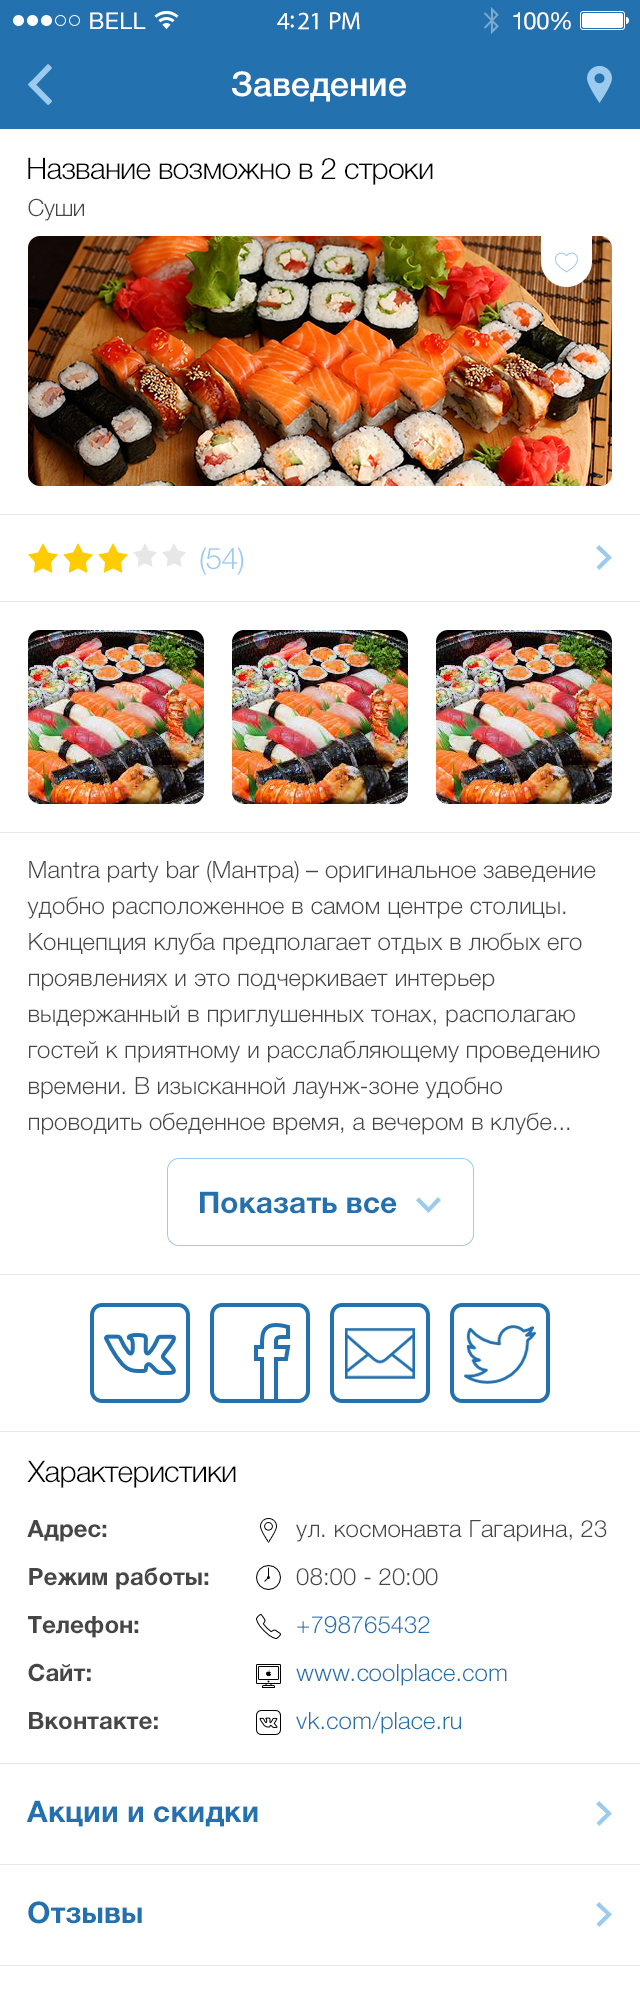 BELL 4:21 PM 100%
Заведение
Название возможно в 2 строки
Суши
(54)
Mantra party bar (Мантра) – оригинальное заведение
удобно расположенное в самом центре столицы.
Концепция клуба предполагает отдых в любых его
проявлениях и это подчеркивает интерьер
выдержанный в приглушенных тонах, располагаю
гостей к приятному и расслабляющему проведению
времени. В изысканной лаунж-зоне удобно
проводить обеденное время, а вечером в клубе...
Показать все
Характеристики
Адрес: ул. космонавта Гагарина, 23
Режим работы: 08:00 - 20:00
Телефон: +798765432
Сайт: www.coolplace.com
Вконтакте: vk.com/place.ru
Акции и скидки
Отзывы